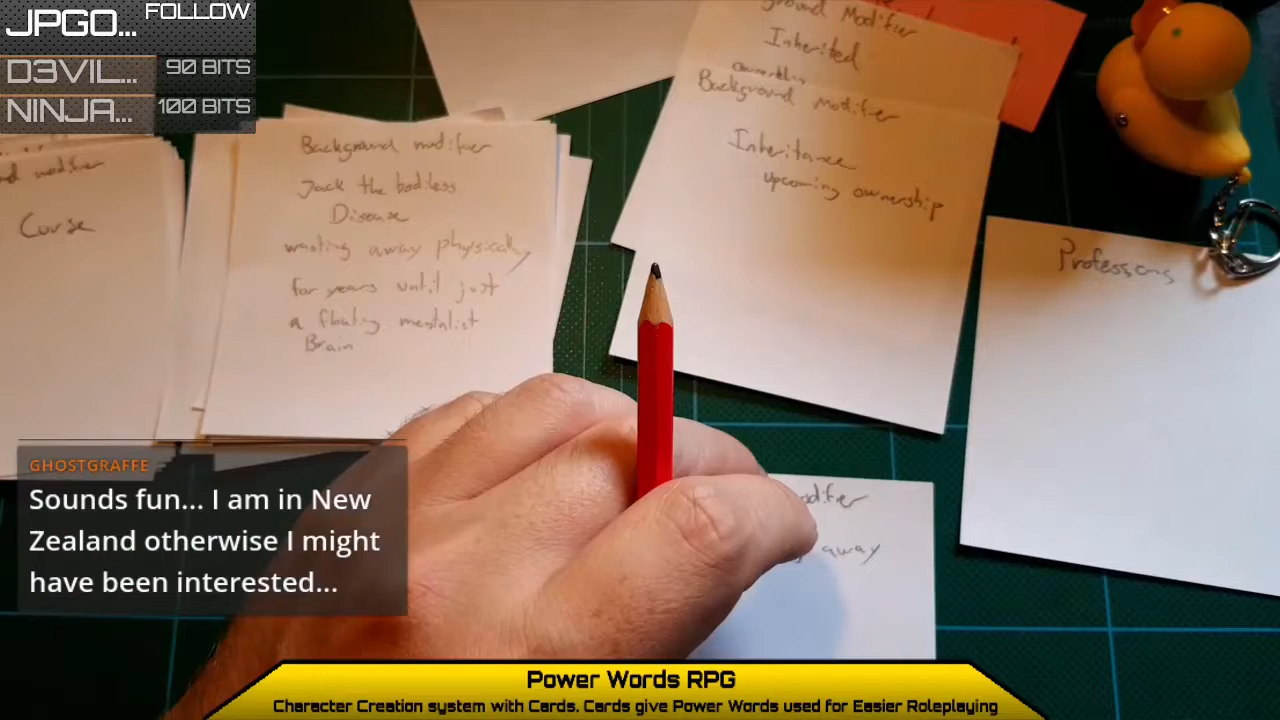 JPGO...
FOLLOW
D3VIL...
90 BITS
NINJA...
100 BITS
modifier
Curse
Background modifier
Jack the bodiless
Disease
wasting away physically
for years until just
a floating mentalist
Brain
ground Modifier
Inherited
ownership
Background Modifier
Inheritance
upcoming ownership
Professions
away
GHOSTGRAFFE
Sounds fun... I am in New
Zealand otherwise I might
have been interested...
Power Words RPG
Character Creation system with Cards. Cards give Power Words used for Easier Roleplaying